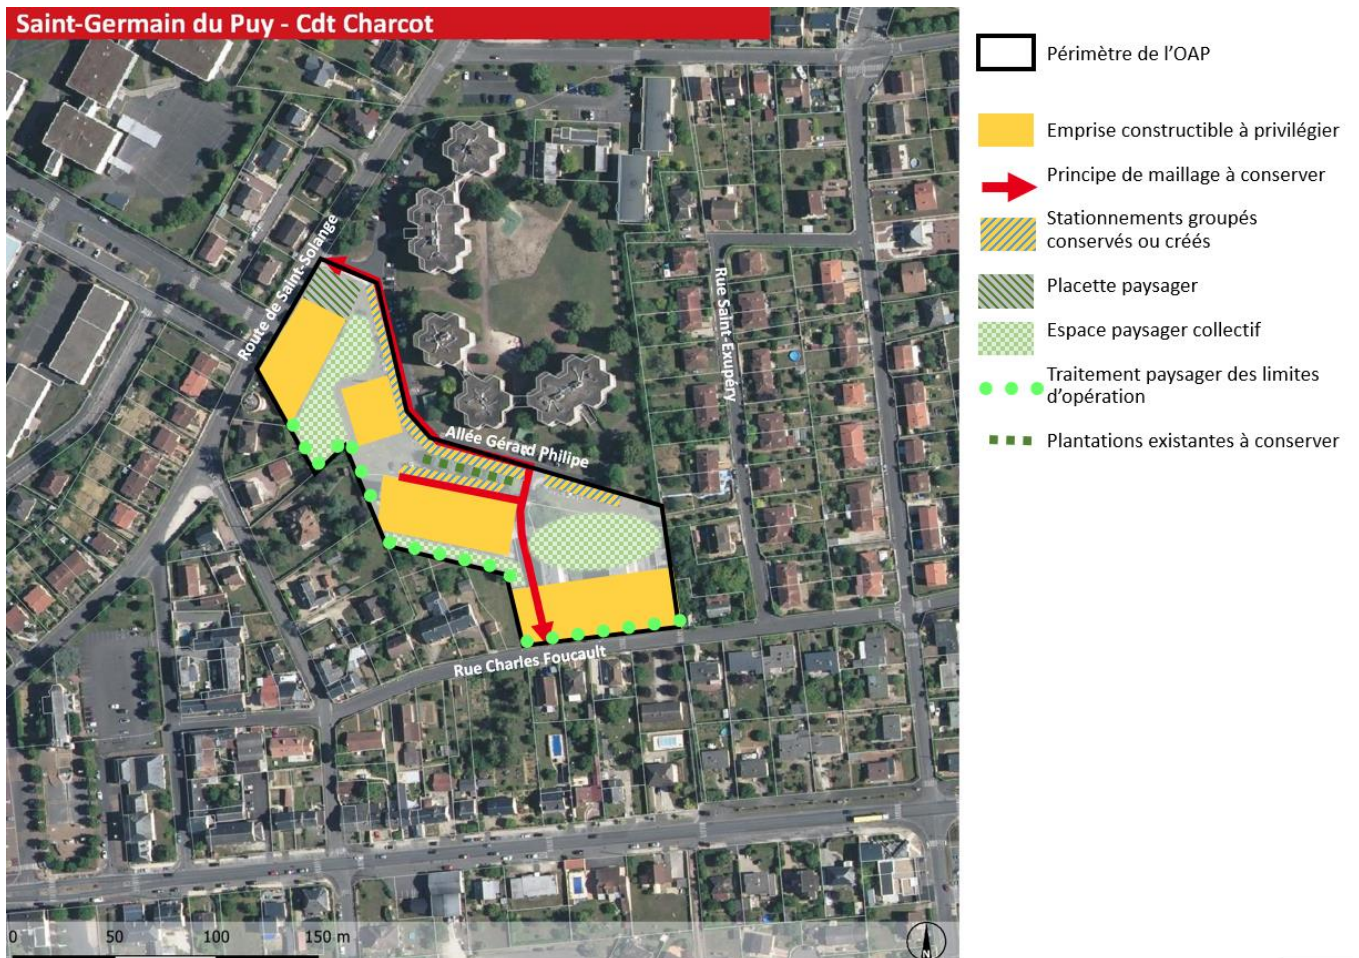 Saint-Germain du Puy - Cdt Charcot
Périmètre de l’OAP
Emprise constructible à privilégier
Principe de maillage à conserver
Stationnements groupés
conservés ou créés
Placette paysager
Espace paysager collectif
Traitement paysager des limites
d’opération
Plantations existantes à conserver
Route de Saint-Solange
Rue Saint-Exupéry
Allée Gérard Philipe
Rue Charles Foucault
0 50 100 150 m
N